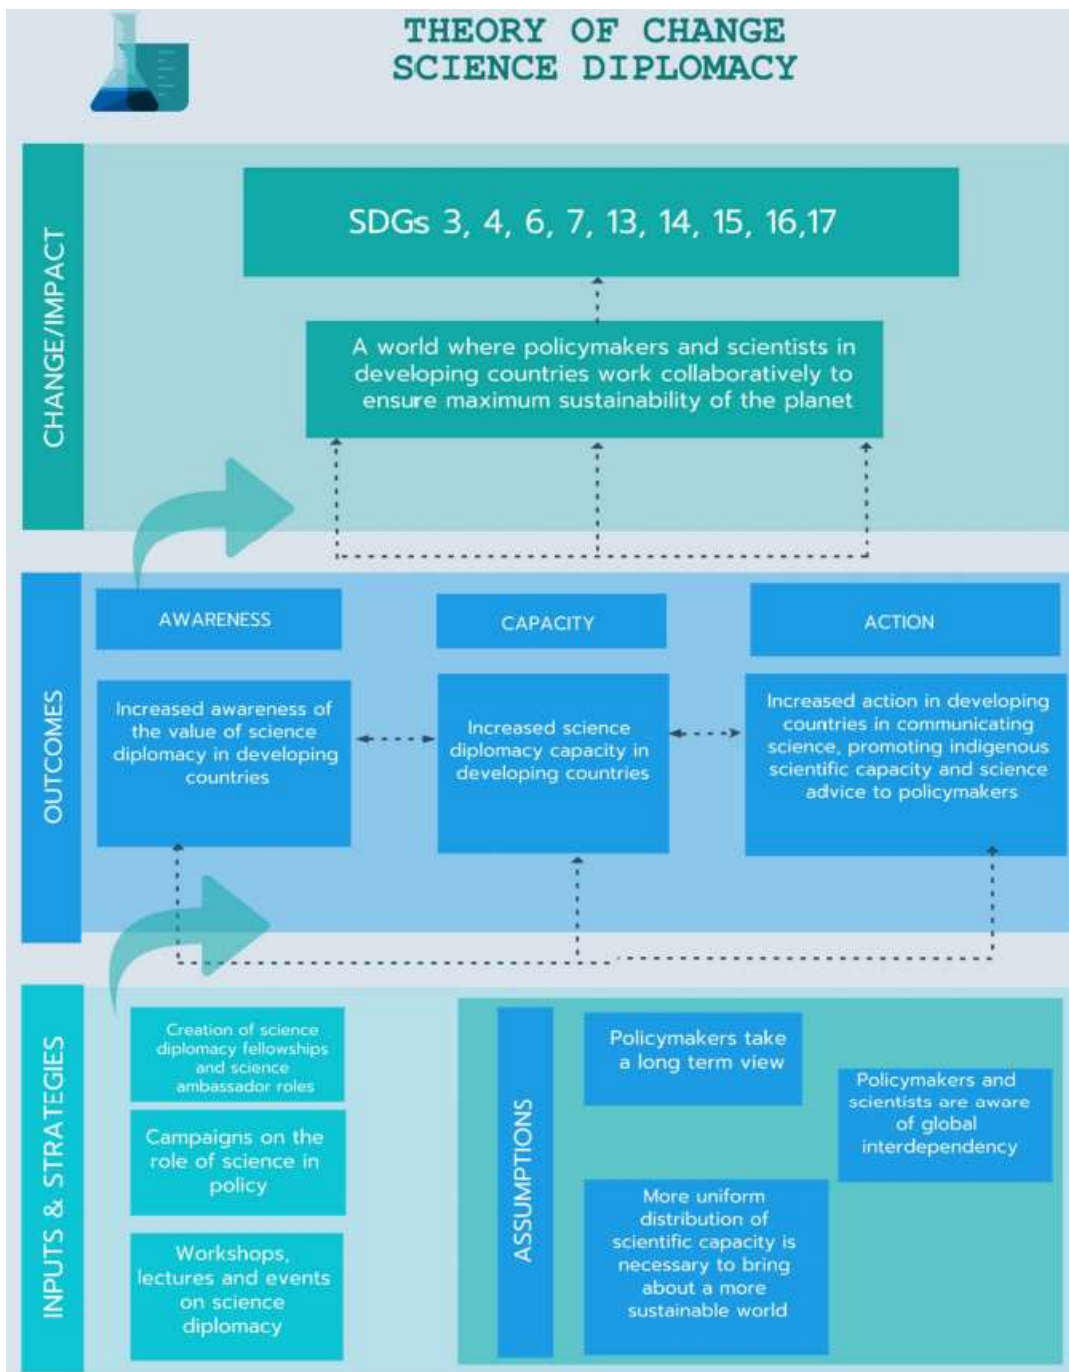 THEORY OF CHANGE
SCIENCE DIPLOMACY
CHANGE/IMPACT
SDGs 3, 4, 6, 7, 13, 14, 15, 16,17
A world where policymakers and scientists in
developing countries work collaboratively to
ensure maximum sustainability of the planet
OUTCOMES
AWARENESS
CAPACITY
ACTION
Increased awareness of
the value of science
diplomacy in developing
countries
Increased science
diplomacy capacity in
developing countries
Increased action in developing
countries in communicating
science, promoting indigenous
scientific capacity and science
advice to policymakers
INPUTS & STRATEGIES
Creation of science
diplomacy fellowships
and science
ambassador roles
Campaigns on the
role of science in
policy
Workshops,
lectures and events
on science
diplomacy
ASSUMPTIONS
Policymakers take
a long term view
Policymakers and
scientists are aware
of global
interdependency
More uniform
distribution of
scientific capacity is
necessary to bring
about a more
sustainable world